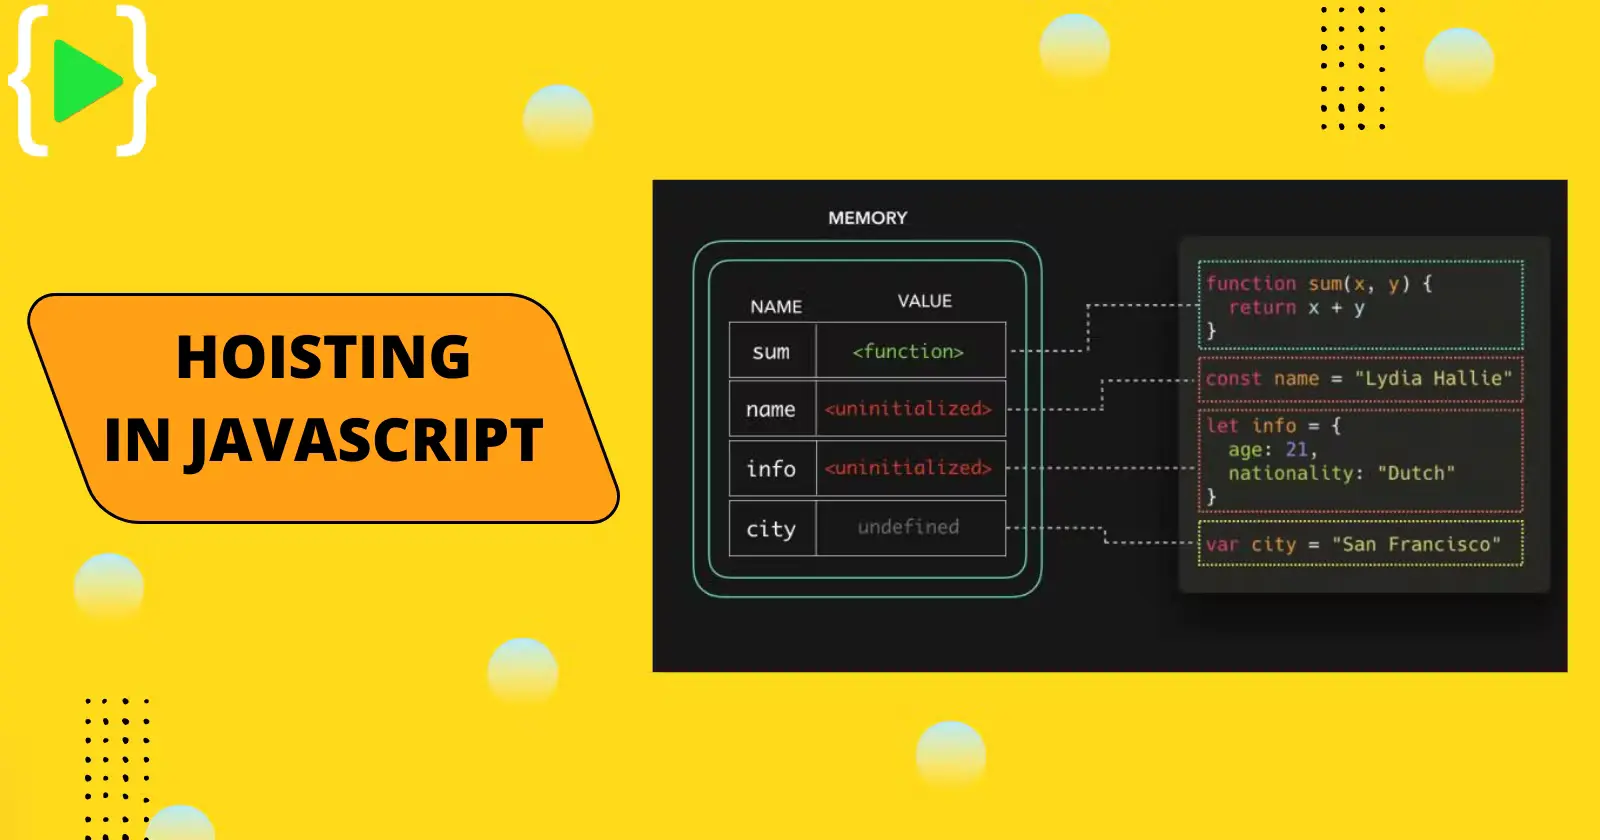 HOISTING
IN JAVASCRIPT
MEMORY
NAME VALUE
sum <function>
name <uninitialized>
info <uninitialized>
city undefined
function sum(x, y) {
  return x + y
}
const name = "Lydia Hallie"
let info = {
  age: 21,
  nationality: "Dutch"
}
var city = "San Francisco"